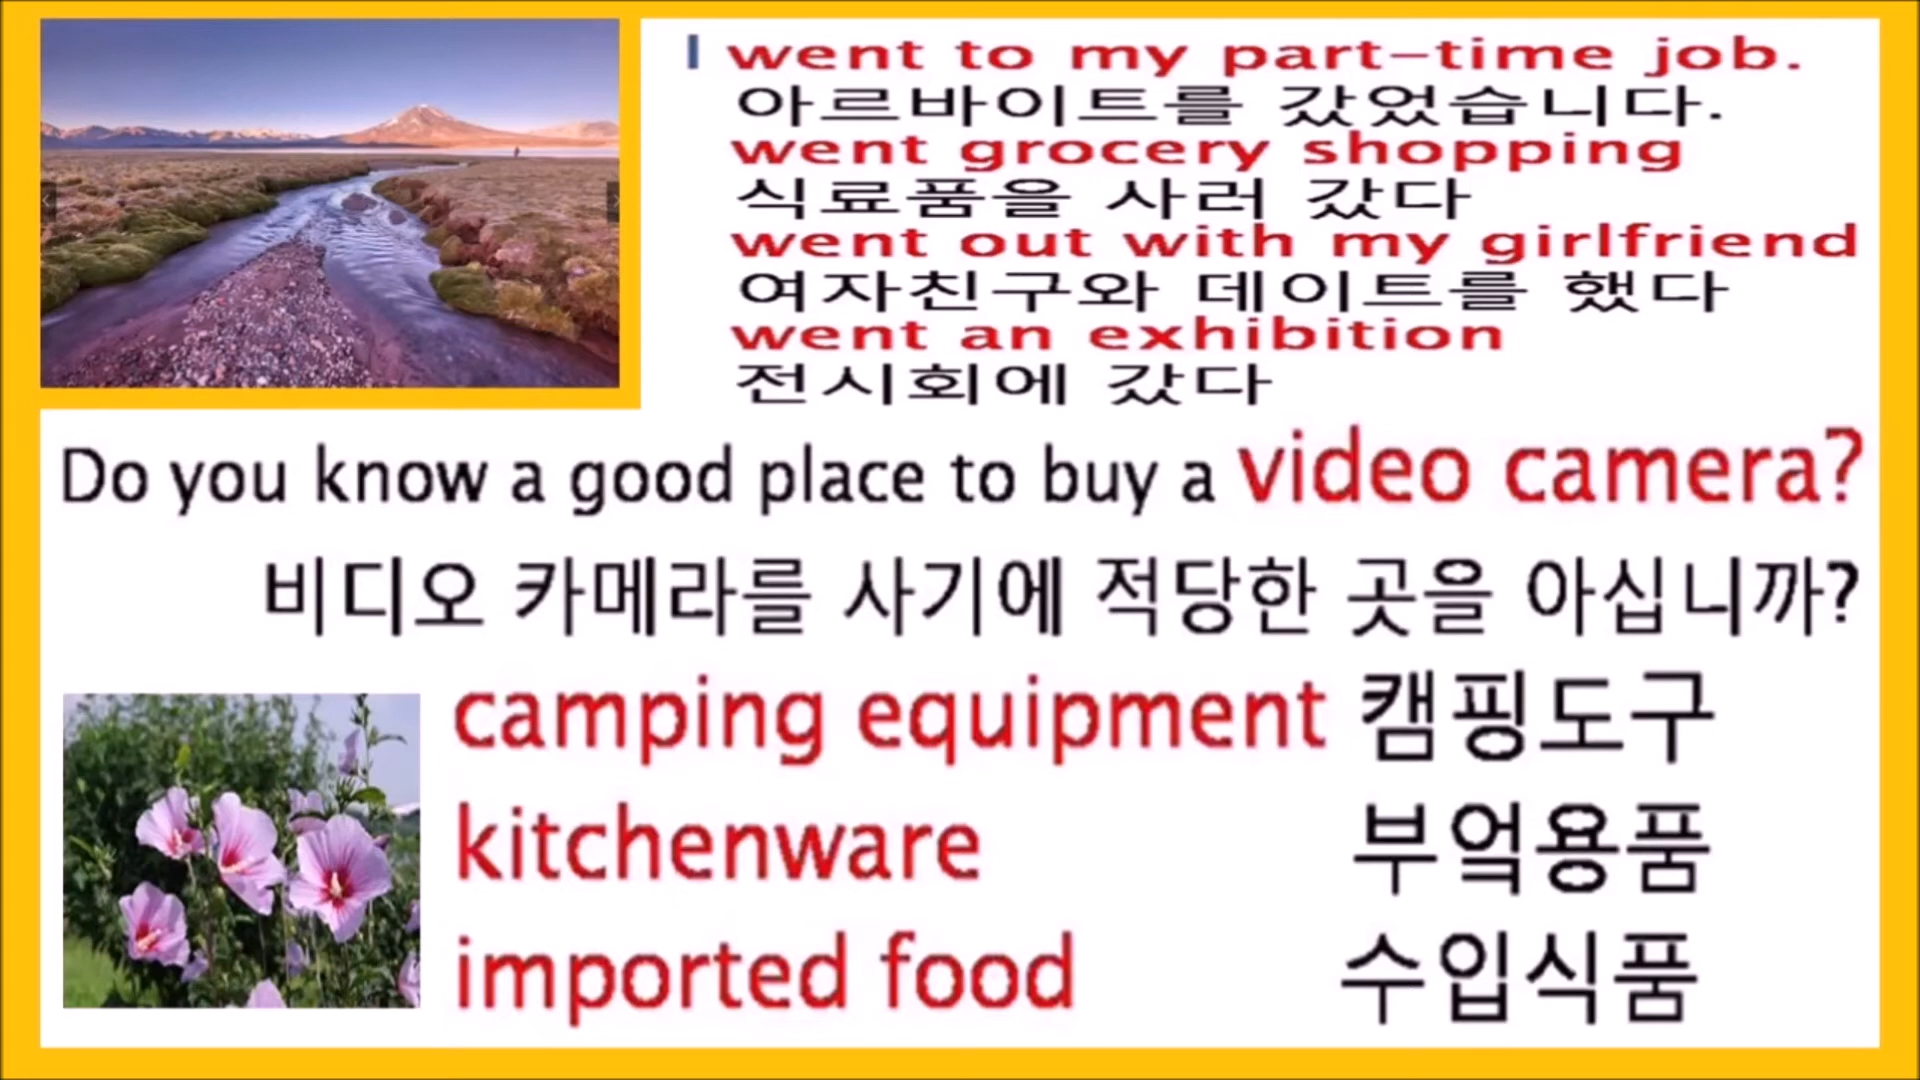 I went to my part-time job.
아르바이트를 갔었습니다.
went grocery shopping
식료품을 사러 갔다
went out with my girlfriend
여자친구와 데이트를 했다
went an exhibition
전시회에 갔다
Do you know a good place to buy a video camera?
비디오 카메라를 사기에 적당한 곳을 아십니까?
camping equipment 캠핑도구
kitchenware 부엌용품
imported food 수입식품